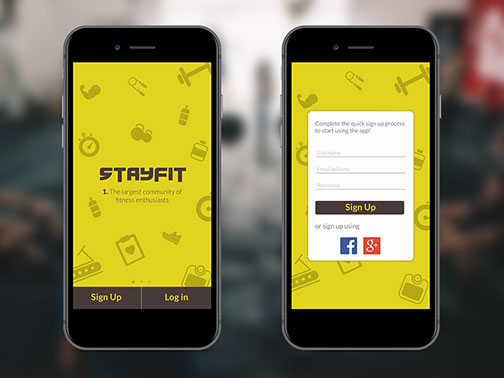 STAYFIT
1. The largest community of
fitness enthusiasts
Sign Up
Log in
Complete the quick sign up process
to start using the app!
Username
Email address
Password
Sign Up
or sign up using
f
g+